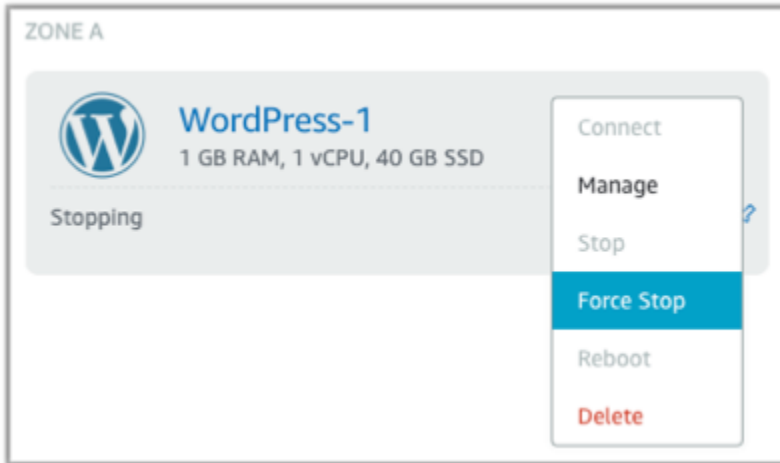 ZONE A
WordPress-1
1 GB RAM, 1 vCPU, 40 GB SSD
Stopping
Connect
Manage
Stop
Force Stop
Reboot
Delete